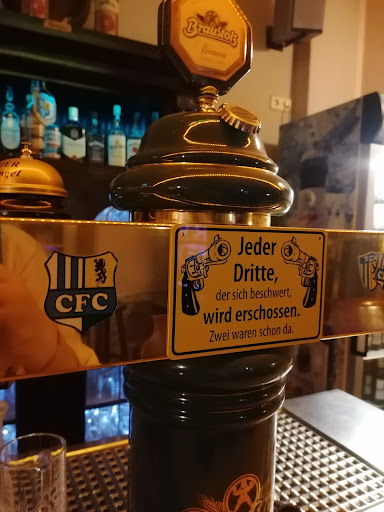 Braustolz
CFC
Jeder
Dritte,
der sich beschwert,
wird erschossen.
Zwei waren schon da.